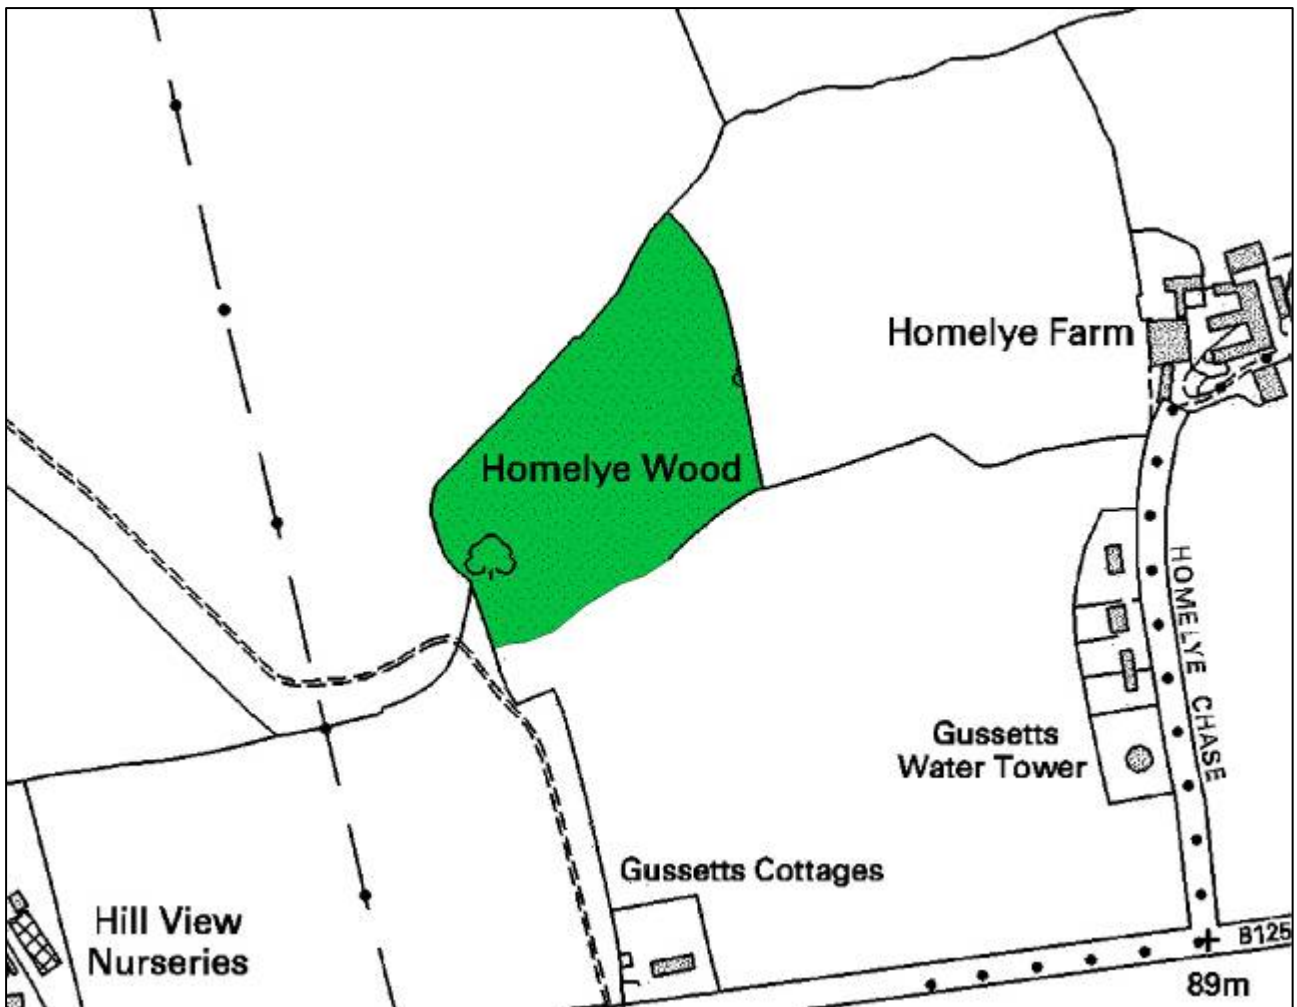 Homelye Farm
Homelye Wood
HOMELYE CHASE
Gussetts
Water Tower
Gussetts Cottages
Hill View
Nurseries
B125
89m